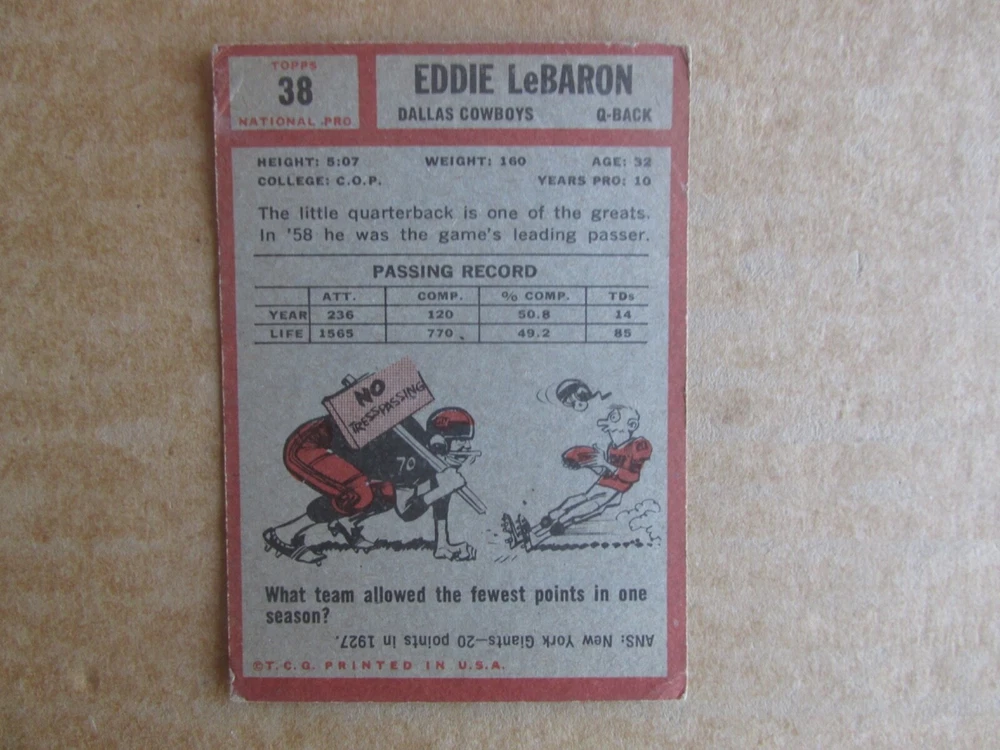 TOPPS
38
NATIONAL PRO
EDDIE LeBARON
DALLAS COWBOYS Q-BACK
HEIGHT: 5:07 WEIGHT: 160 AGE: 32
COLLEGE: C.O.P. YEARS PRO: 10
The little quarterback is one of the greats.
In '58 he was the game's leading passer.
PASSING RECORD
ATT. COMP. % COMP. TDs
YEAR 236 120 50.8 14
LIFE 1565 770 49.2 85
NO
TRESSPASSING
70
What team allowed the fewest points in one
season?
ANS: New York Giants—20 points in 1927.
©T.C.G. PRINTED IN U.S.A.